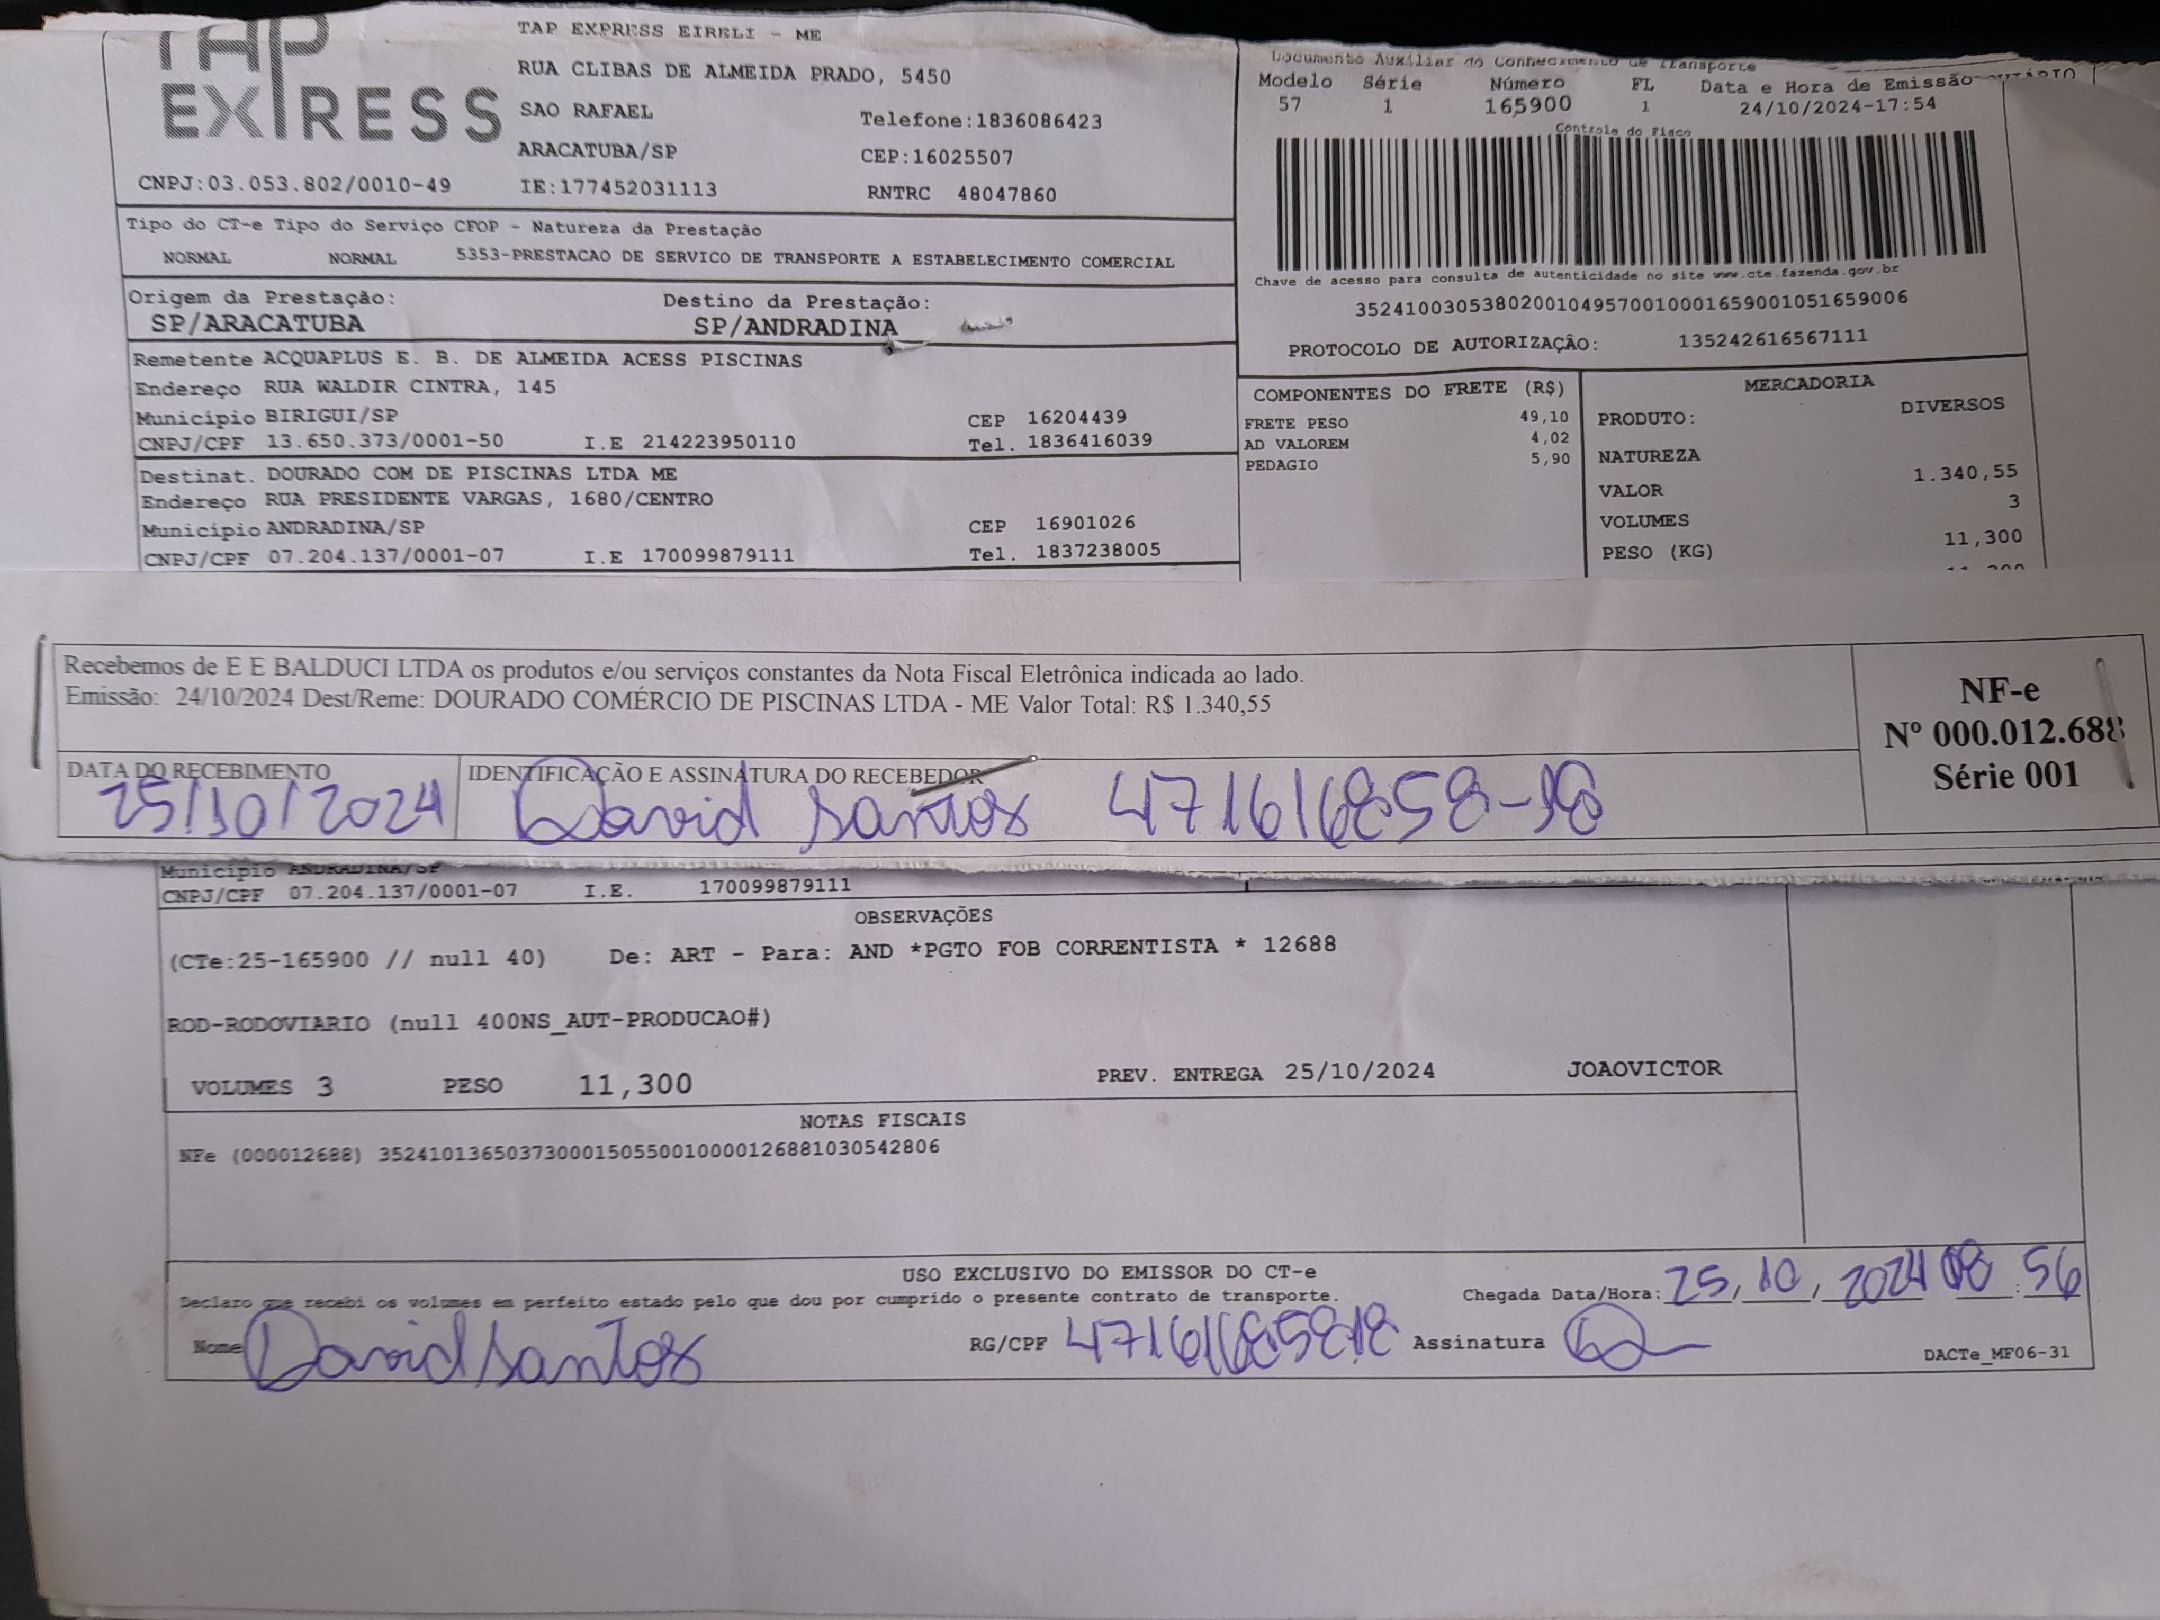 TAP EXPRESS
TAP EXPRESS EIRELI - ME
RUA CLIBAS DE ALMEIDA PRADO, 5450
SAO RAFAEL Telefone:1836086423
ARACATUBA/SP CEP:16025507
CNPJ:03.053.802/0010-49 IE:177452031113 RNTRC 48047860
Documento Auxiliar do Conhecimento de Transporte
Modelo Série Número FL Data e Hora de Emissão
57 1 165900 1 24/10/2024-17:54
Controle do Fisco
Chave de acesso para consulta de autenticidade no site www.cte.fazenda.gov.br
35241003053802001049570010001659001051659006
PROTOCOLO DE AUTORIZAÇÂO: 135242616567111
Tipo do CT-e Tipo do Serviço CFOP - Natureza da Prestação
NORMAL NORMAL 5353-PRESTACAO DE SERVICO DE TRANSPORTE A ESTABELECIMENTO COMERCIAL
Origem da Prestação: Destino da Prestação:
SP/ARACATUBA SP/ANDRADINA
Remetente ACQUAPLUS E. B. DE ALMEIDA ACESS PISCINAS
Endereço RUA WALDIR CINTRA, 145
Município BIRIGUI/SP CEP 16204439
CNPJ/CPF 13.650.373/0001-50 I.E 214223950110 Tel. 1836416039
Destinat. DOURADO COM DE PISCINAS LTDA ME
Endereço RUA PRESIDENTE VARGAS, 1680/CENTRO
Município ANDRADINA/SP CEP 16901026
CNPJ/CPF 07.204.137/0001-07 I.E 170099879111 Tel. 1837238005
COMPONENTES DO FRETE (R$)
FRETE PESO 49,10
AD VALOREM 4,02
PEDAGIO 5,90
MERCADORIA
PRODUTO: DIVERSOS
NATUREZA
VALOR 1.340,55
VOLUMES 3
PESO (KG) 11,300
Recebemos de E E BALDUCI LTDA os produtos e/ou serviços constantes da Nota Fiscal Eletrônica indicada ao lado.
Emissão: 24/10/2024 Dest/Reme: DOURADO COMÉRCIO DE PISCINAS LTDA - ME Valor Total: R$ 1.340,55
NF-e
Nº 000.012.688
Série 001
DATA DO RECEBIMENTO IDENTIFICAÇÃO E ASSINATURA DO RECEBEDOR
25/10/2024 David Santos 471616858-18
Município ANDRADINA/SP
CNPJ/CPF 07.204.137/0001-07 I.E. 170099879111
OBSERVAÇÕES
(CTe:25-165900 // null 40) De: ART - Para: AND *PGTO FOB CORRENTISTA * 12688
ROD-RODOVIARIO (null 400NS_AUT-PRODUCAO#)
VOLUMES 3 PESO 11,300 PREV. ENTREGA 25/10/2024 JOAOVICTOR
NOTAS FISCAIS
NFe (000012688) 35241013650373000150550010000126881030542806
USO EXCLUSIVO DO EMISSOR DO CT-e
Declaro que recebi os volumes em perfeito estado pelo que dou por cumprido o presente contrato de transporte. Chegada Data/Hora: 25, 10, 2024 08 : 56
Nome David Santos RG/CPF 47161685818 Assinatura
DACTe_MF06-31